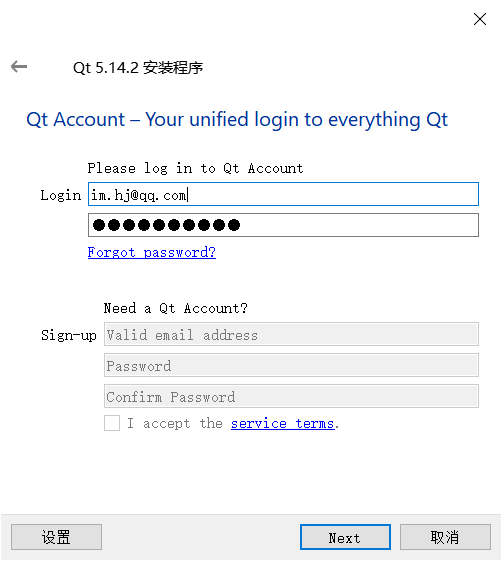 Qt 5.14.2 安装程序
Qt Account – Your unified login to everything Qt
Please log in to Qt Account
Login im.hj@qq.com
●●●●●●●●●●
Forgot password?
Need a Qt Account?
Sign-up Valid email address
Password
Confirm Password
I accept the service terms.
设置 Next 取消